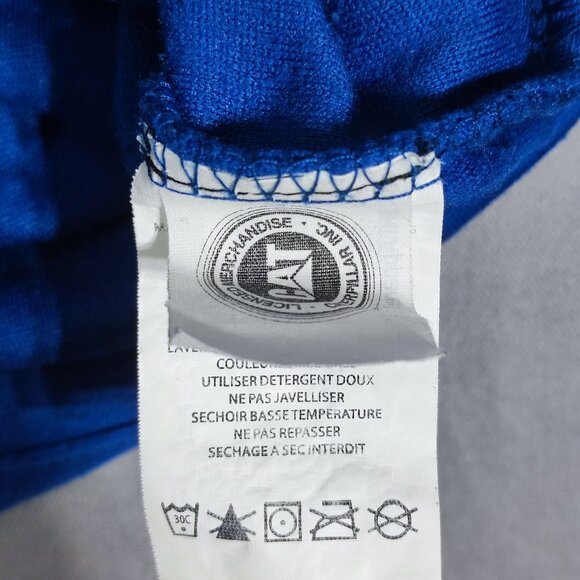 LICENSED MERCHANDISE · CATERPILLAR INC ·
CAT
COULEURS
UTILISER DETERGENT DOUX
NE PAS JAVELLISER
SECHOIR BASSE TEMPERATURE
NE PAS REPASSER
SECHAGE A SEC INTERDIT
30C